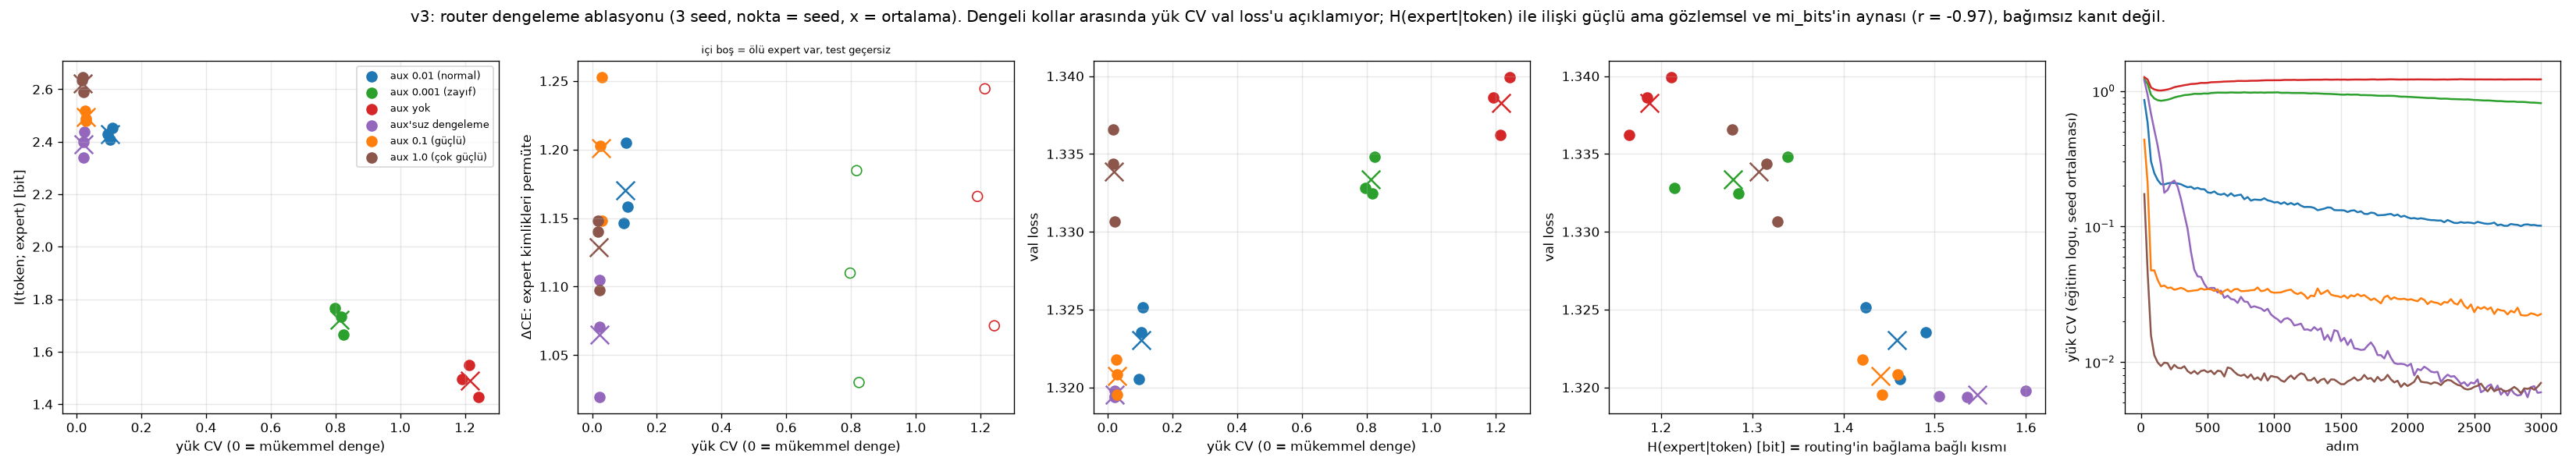 v3: router dengeleme ablasyonu (3 seed, nokta = seed, x = ortalama). Dengeli kollar arasında yük CV val loss'u açıklamıyor; H(expert|token) ile ilişki güçlü ama gözlemsel ve mi_bits'in aynası (r = -0.97), bağımsız kanıt değil.
I(token; expert) [bit]
2.6
2.4
2.2
2.0
1.8
1.6
1.4
0.0 0.2 0.4 0.6 0.8 1.0 1.2
yük CV (0 = mükemmel denge)
aux 0.01 (normal)
aux 0.001 (zayıf)
aux yok
aux'suz dengeleme
aux 0.1 (güçlü)
aux 1.0 (çok güçlü)
içi boş = ölü expert var, test geçersiz
ΔCE: expert kimlikleri permüte
1.25
1.20
1.15
1.10
1.05
0.0 0.2 0.4 0.6 0.8 1.0 1.2
yük CV (0 = mükemmel denge)
val loss
1.340
1.335
1.330
1.325
1.320
0.0 0.2 0.4 0.6 0.8 1.0 1.2
yük CV (0 = mükemmel denge)
val loss
1.340
1.335
1.330
1.325
1.320
1.2 1.3 1.4 1.5 1.6
H(expert|token) [bit] = routing'in bağlama bağlı kısmı
yük CV (eğitim logu, seed ortalaması)
10⁰
10⁻¹
10⁻²
0 500 1000 1500 2000 2500 3000
adım